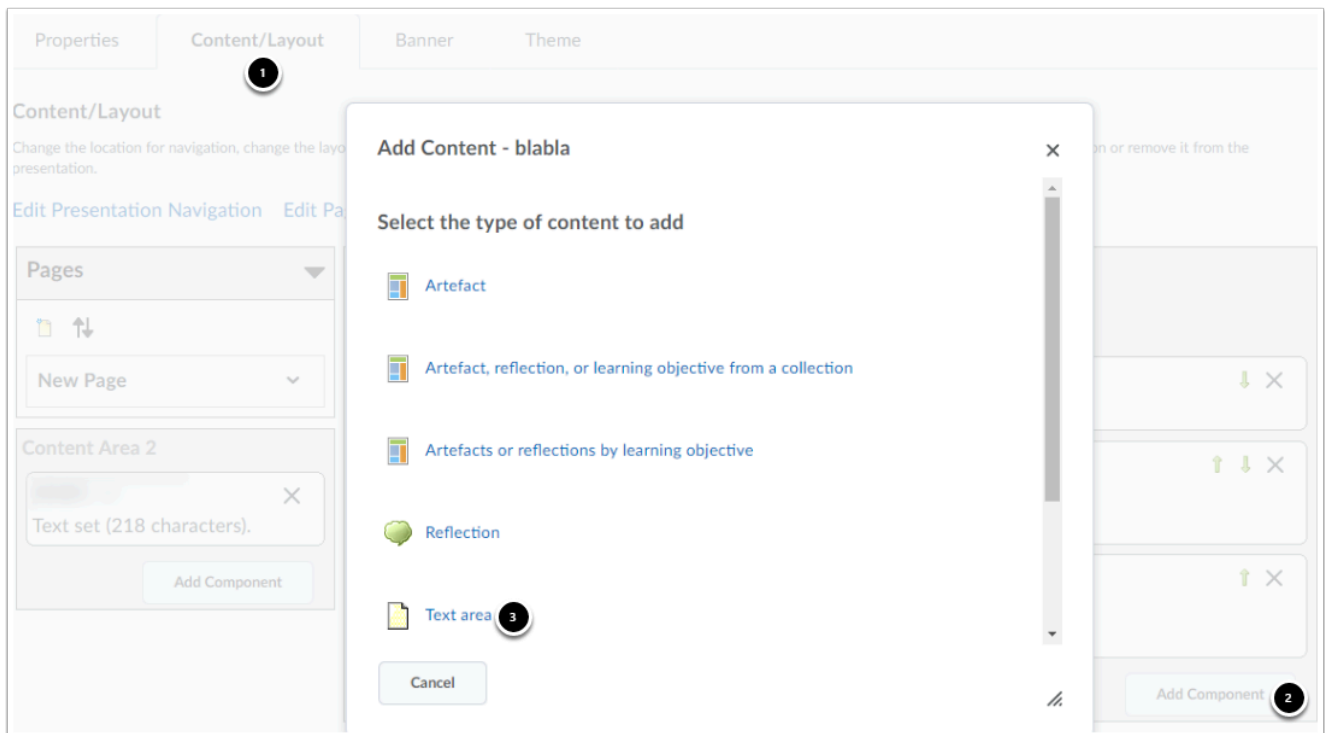 Properties
Content/Layout
Banner
Theme
1
Content/Layout
Change the location for navigation, change the layo
on or remove it from the
presentation.
Edit Presentation Navigation
Edit Pa
Pages
New Page
Content Area 2
Text set (218 characters).
Add Component
Add Content - blabla
Select the type of content to add
Artefact
Artefact, reflection, or learning objective from a collection
Artefacts or reflections by learning objective
Reflection
Text area
3
Cancel
Add Component
2